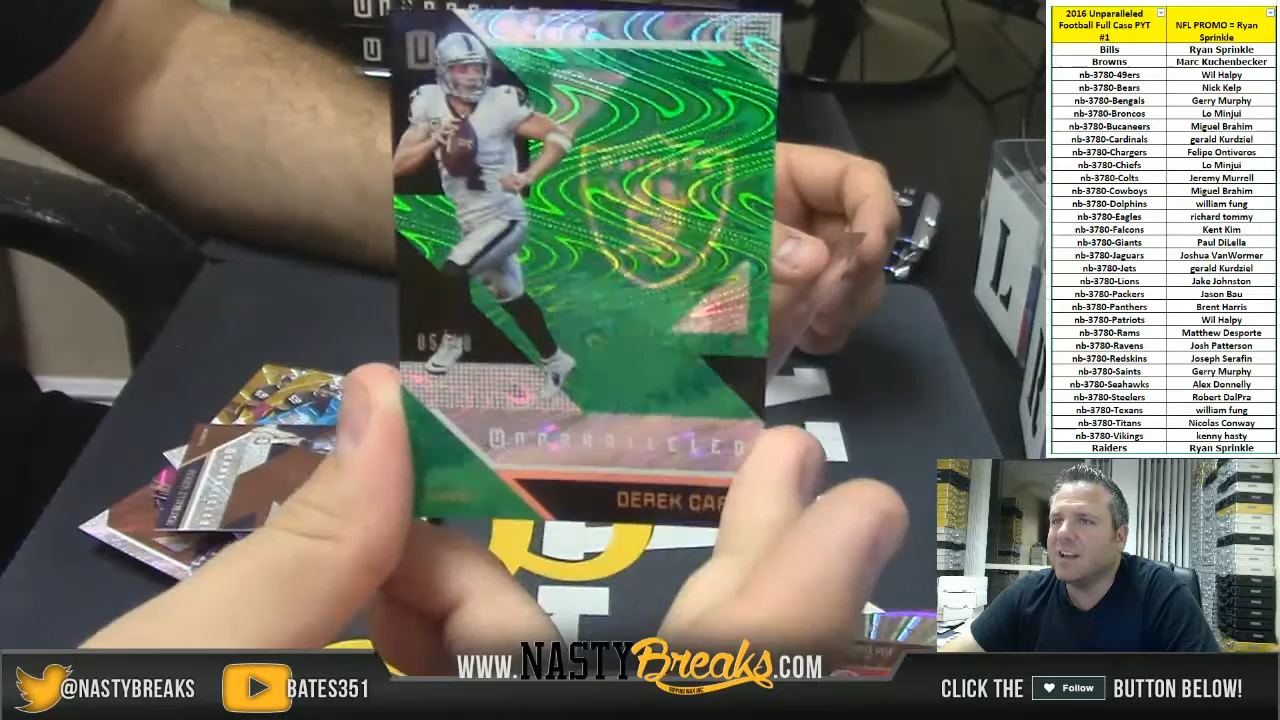 2016 Unparalleled
Football Full Case PYT
#1
NFL PROMO = Ryan
Sprinkle
Bills Ryan Sprinkle
Browns Marc Kuchenbecker
nb-3780-49ers Wil Halpy
nb-3780-Bears Nick Kelp
nb-3780-Bengals Gerry Murphy
nb-3780-Broncos Lo Minjui
nb-3780-Bucaneers Miguel Brahim
nb-3780-Cardinals gerald Kurdziel
nb-3780-Chargers Felipe Ontiveros
nb-3780-Chiefs Lo Minjui
nb-3780-Colts Jeremy Murrell
nb-3780-Cowboys Miguel Brahim
nb-3780-Dolphins william fung
nb-3780-Eagles richard tommy
nb-3780-Falcons Kent Kim
nb-3780-Giants Paul DiLella
nb-3780-Jaguars Joshua VanWormer
nb-3780-Jets gerald Kurdziel
nb-3780-Lions Jake Johnston
nb-3780-Packers Jason Bau
nb-3780-Panthers Brent Harris
nb-3780-Patriots Wil Halpy
nb-3780-Rams Matthew Desporte
nb-3780-Ravens Josh Patterson
nb-3780-Redskins Joseph Serafin
nb-3780-Saints Gerry Murphy
nb-3780-Seahawks Alex Donnelly
nb-3780-Steelers Robert DalPra
nb-3780-Texans william fung
nb-3780-Titans Nicolas Conway
nb-3780-Vikings kenny hasty
Raiders Ryan Sprinkle
UNPARALLELED
DEREK
@NASTYBREAKS
BATES351
WWW.NASTYBreaks.COM
CLICK THE Follow BUTTON BELOW!